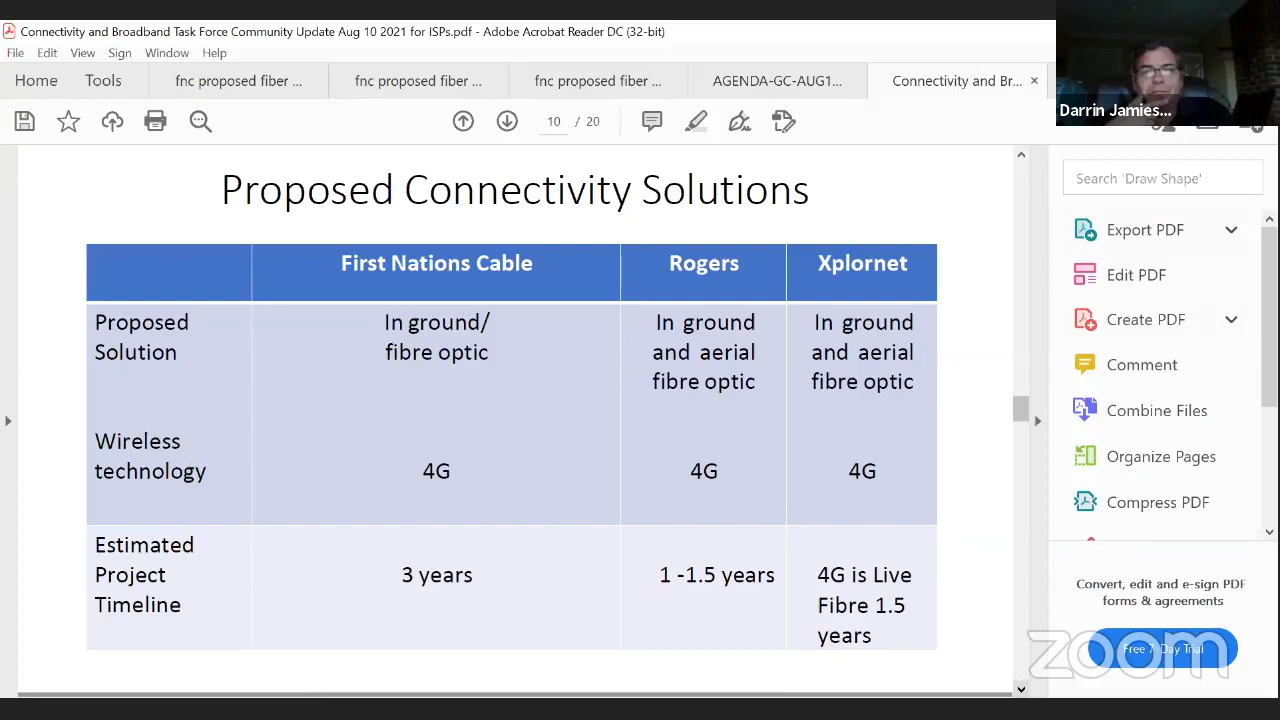 Connectivity and Broadband Task Force Community Update Aug 10 2021 for ISPs.pdf - Adobe Acrobat Reader DC (32-bit)
File Edit View Sign Window Help
Home Tools fnc proposed fiber ... fnc proposed fiber ... fnc proposed fiber ... AGENDA-GC-AUG1... Connectivity and Br... ×
Darrin Jamies...
10 / 20
Search 'Draw Shape'
Proposed Connectivity Solutions
First Nations Cable Rogers Xplornet
Proposed In ground/ In ground In ground
Solution fibre optic and aerial and aerial
fibre optic fibre optic
Wireless
technology 4G 4G 4G
Estimated
Project 3 years 1 -1.5 years 4G is Live
Timeline Fibre 1.5
years
Export PDF
Edit PDF
Create PDF
Comment
Combine Files
Organize Pages
Compress PDF
Convert, edit and e-sign PDF
forms & agreements
Free 7-Day Trial
zoom